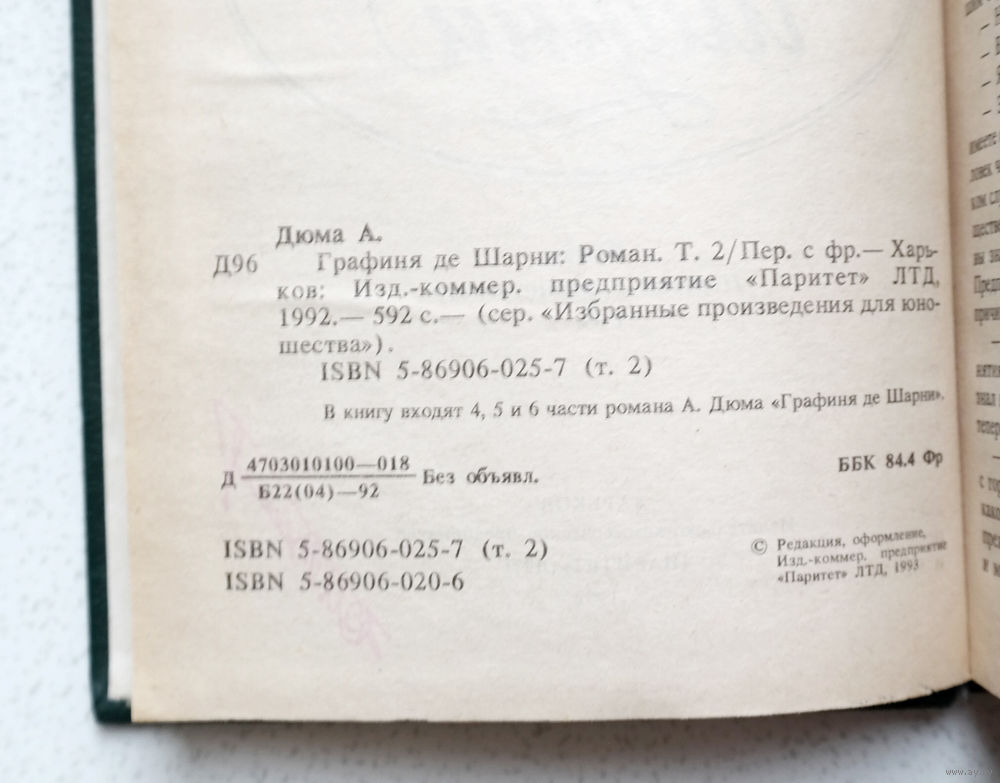 Дюма А.
Д96 Графиня де Шарни: Роман. Т. 2/Пер. с фр.— Харь-
ков: Изд.-коммер. предприятие «Паритет» ЛТД,
1992.— 592 с.— (сер. «Избранные произведения для юно-
шества»).
ISBN 5-86906-025-7 (т. 2)
В книгу входят 4, 5 и 6 части романа А. Дюма «Графиня де Шарни».
Д 4703010100—018 Без объявл.
Б22(04)—92
ББК 84.4 Фр
ISBN 5-86906-025-7 (т. 2)
ISBN 5-86906-020-6
© Редакция, оформление,
Изд.-коммер. предприятие
«Паритет» ЛТД, 1993